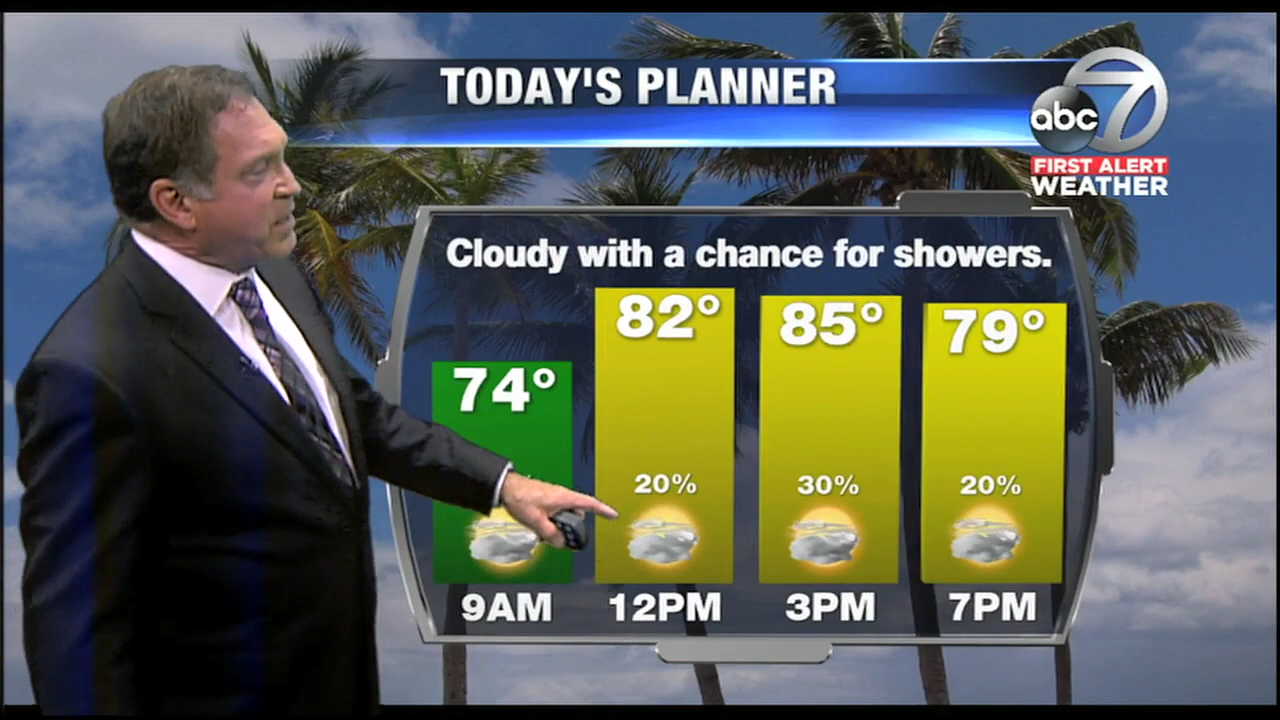 TODAY'S PLANNER
abc 7
FIRST ALERT
WEATHER
Cloudy with a chance for showers.
74° 82° 85° 79°
20% 30% 20%
9AM 12PM 3PM 7PM